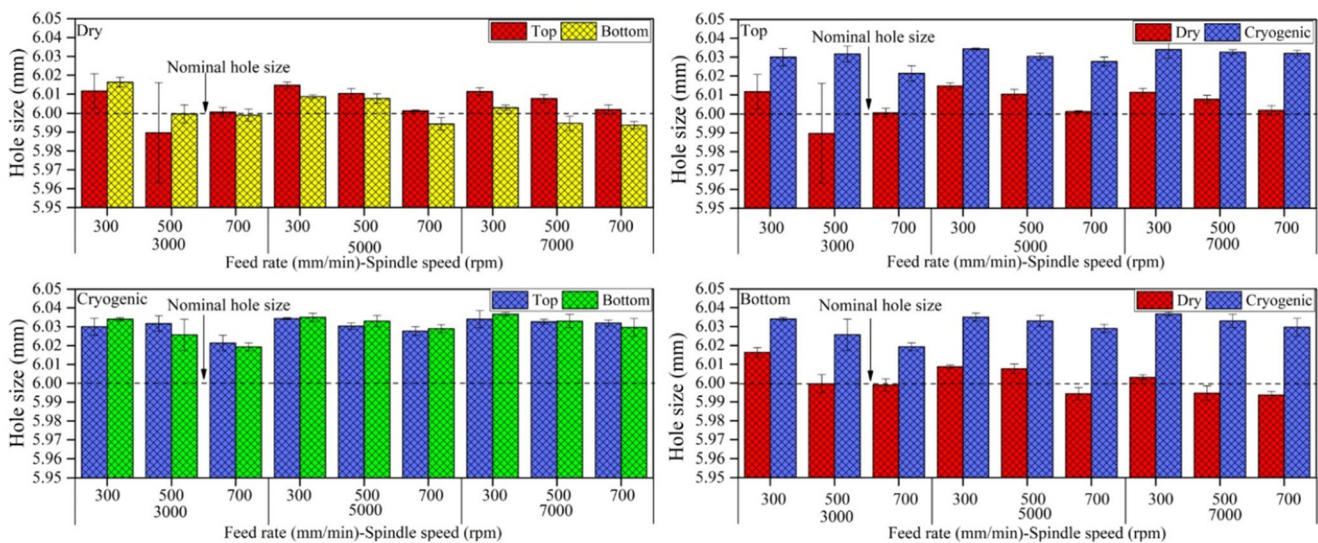 Dry
Top Bottom
Nominal hole size
Hole size (mm)
6.05
6.04
6.03
6.02
6.01
6.00
5.99
5.98
5.97
5.96
5.95
300 500 700 300 500 700 300 500 700
3000 5000 7000
Feed rate (mm/min)-Spindle speed (rpm)
Top
Dry Cryogenic
Nominal hole size
Hole size (mm)
6.05
6.04
6.03
6.02
6.01
6.00
5.99
5.98
5.97
5.96
5.95
300 500 700 300 500 700 300 500 700
3000 5000 7000
Feed rate (mm/min)-Spindle speed (rpm)
Cryogenic
Top Bottom
Nominal hole size
Hole size (mm)
6.05
6.04
6.03
6.02
6.01
6.00
5.99
5.98
5.97
5.96
5.95
300 500 700 300 500 700 300 500 700
3000 5000 7000
Feed rate (mm/min)-Spindle speed (rpm)
Bottom
Dry Cryogenic
Nominal hole size
Hole size (mm)
6.05
6.04
6.03
6.02
6.01
6.00
5.99
5.98
5.97
5.96
5.95
300 500 700 300 500 700 300 500 700
3000 5000 7000
Feed rate (mm/min)-Spindle speed (rpm)